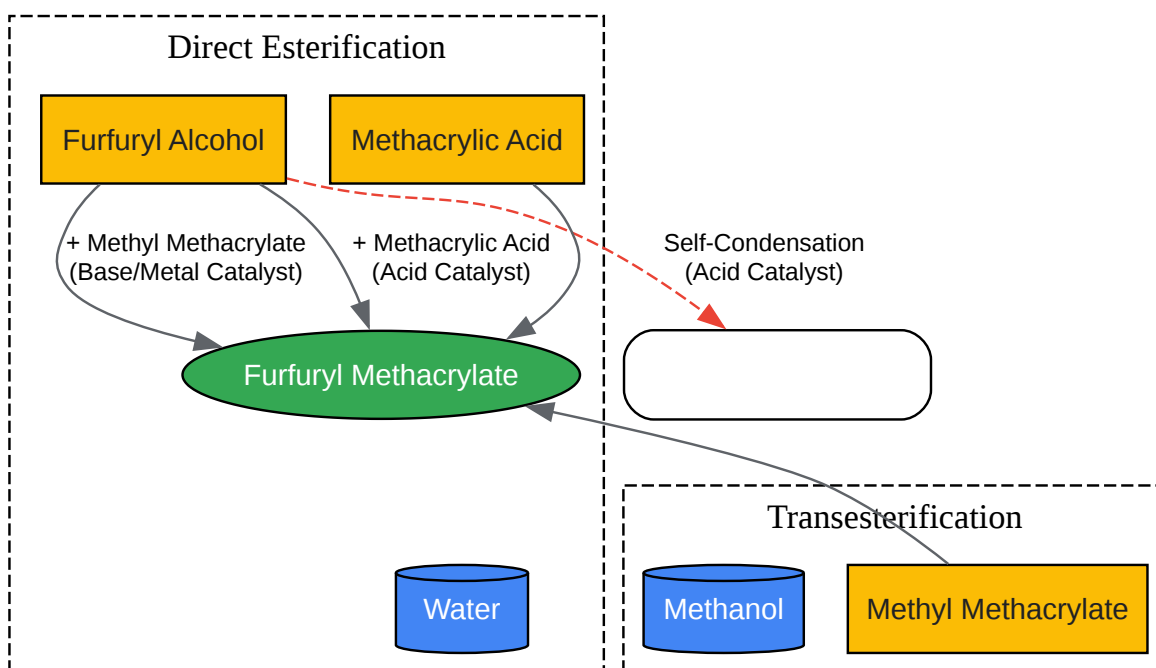 Direct Esterification
Furfuryl Alcohol
Methacrylic Acid
+ Methyl Methacrylate
(Base/Metal Catalyst)
+ Methacrylic Acid
(Acid Catalyst)
Self-Condensation
(Acid Catalyst)
Furfuryl Methacrylate
Transesterification
Water
Methanol
Methyl Methacrylate